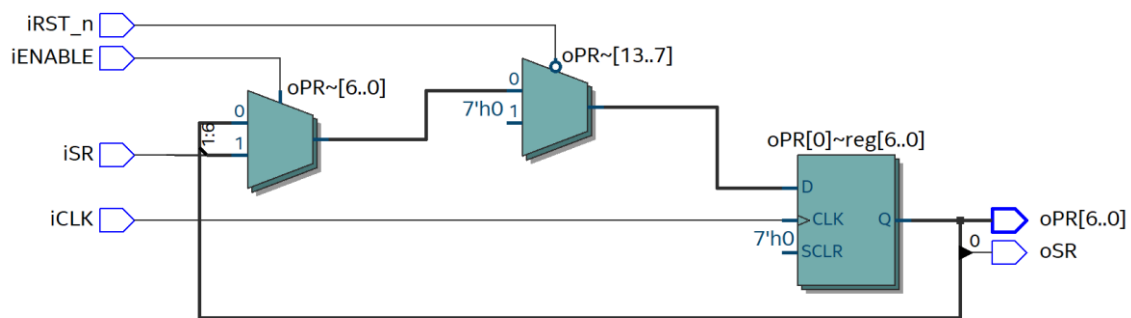 iRST_n
iENABLE
oPR~[13..7]
oPR~[6..0]
0
7'h0
1
0
1:6
1
iSR
oPR[0]~reg[6..0]
D
iCLK
CLK
Q
oPR[6..0]
7'h0
SCLR
0
oSR